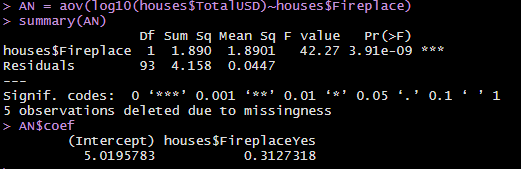 > AN = aov(log10(houses$TotalUSD)~houses$Fireplace)
> summary(AN)
Df Sum Sq Mean Sq F value Pr(>F)
houses$Fireplace 1 1.890 1.8901 42.27 3.91e-09 ***
Residuals 93 4.158 0.0447
---
Signif. codes: 0 ‘***’ 0.001 ‘**’ 0.01 ‘*’ 0.05 ‘.’ 0.1 ‘ ’ 1
5 observations deleted due to missingness
> AN$coef
(Intercept) houses$FireplaceYes
5.0195783 0.3127318